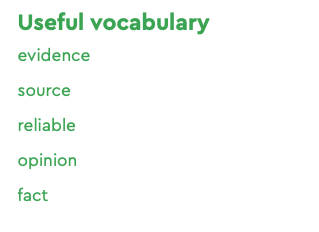 Useful vocabulary
evidence
source
reliable
opinion
fact